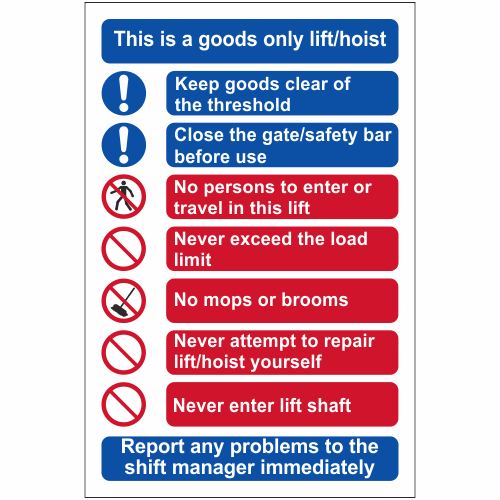 This is a goods only lift/hoist
Keep goods clear of
the threshold
Close the gate/safety bar
before use
No persons to enter or
travel in this lift
Never exceed the load
limit
No mops or brooms
Never attempt to repair
lift/hoist yourself
Never enter lift shaft
Report any problems to the
shift manager immediately